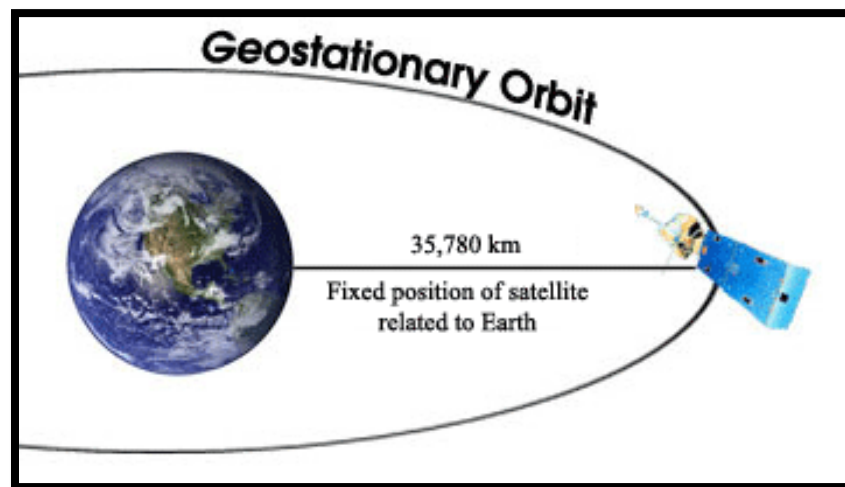 Geostationary Orbit
35,780 km
Fixed position of satellite
related to Earth